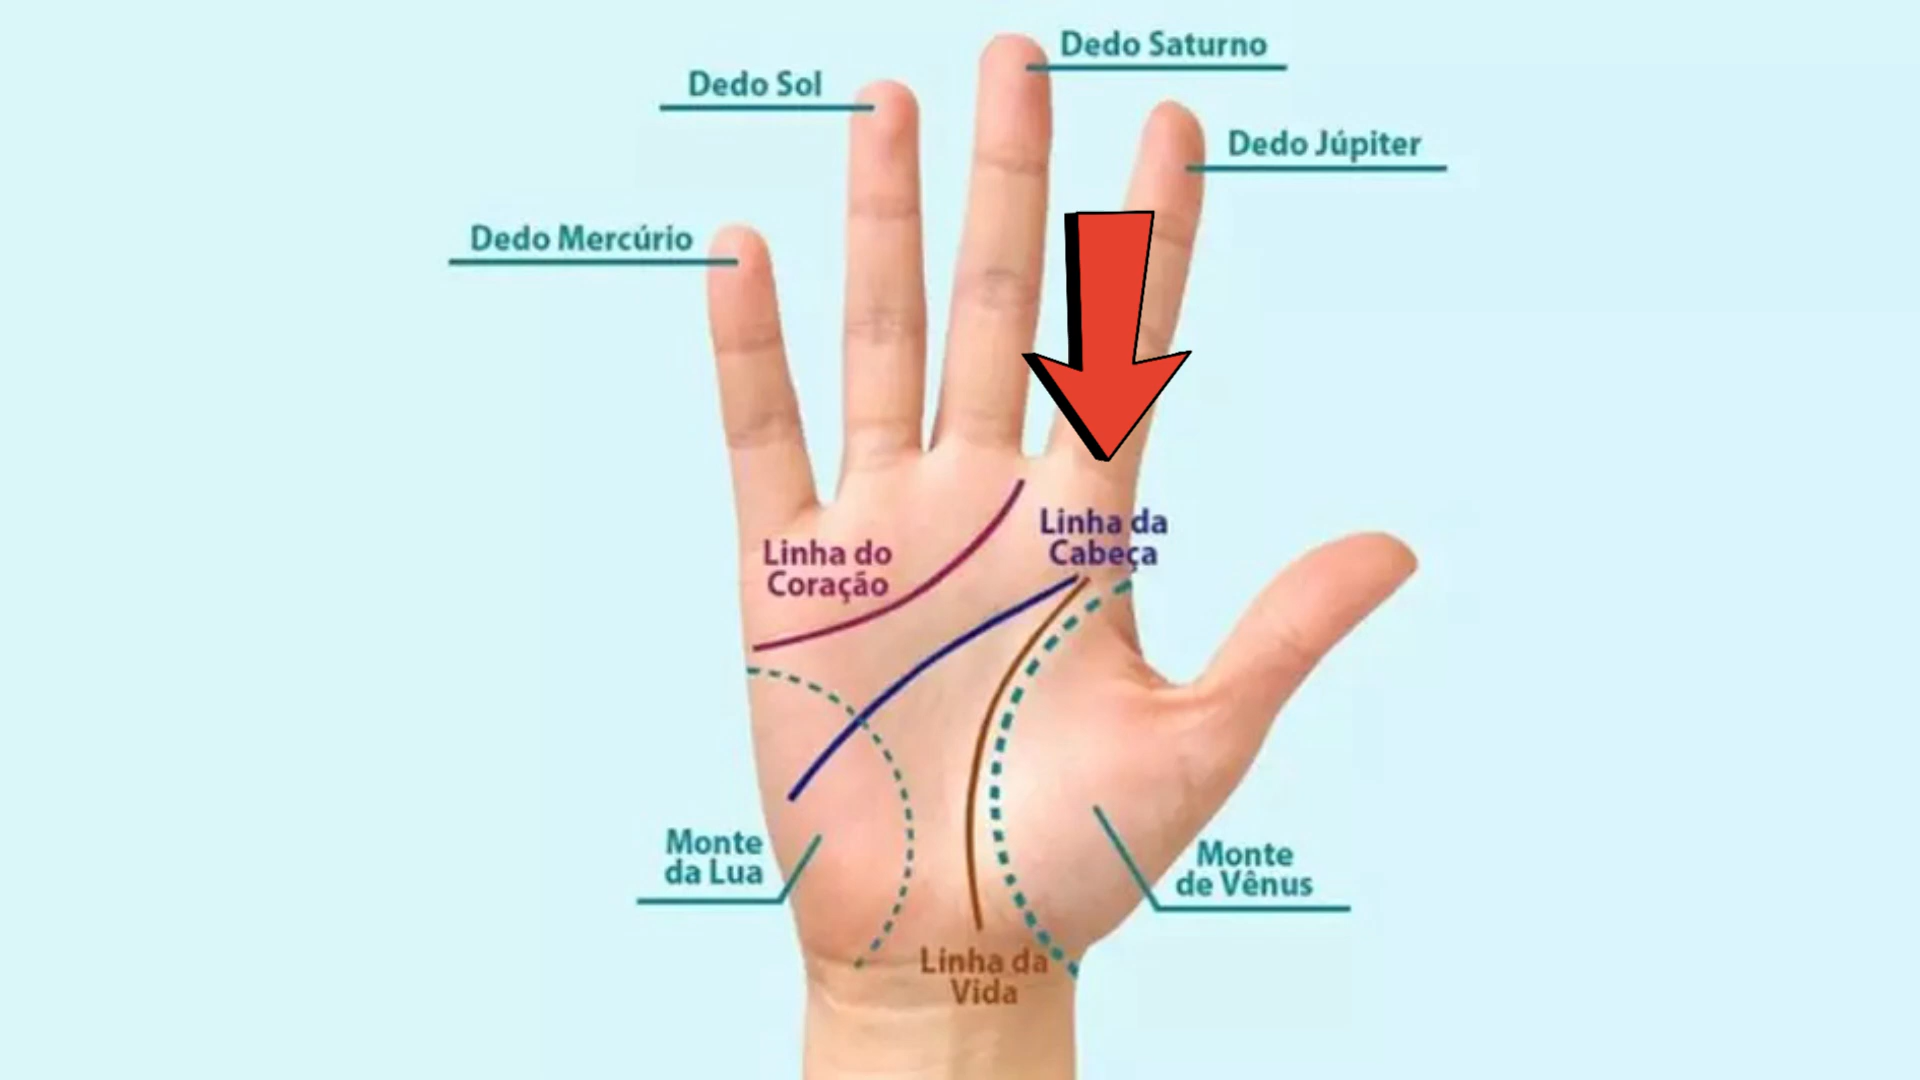 Dedo Saturno
Dedo Sol
Dedo Júpiter
Dedo Mercúrio
Linha da
Cabeça
Linha do
Coração
Monte
da Lua
Monte
de Vênus
Linha da
Vida